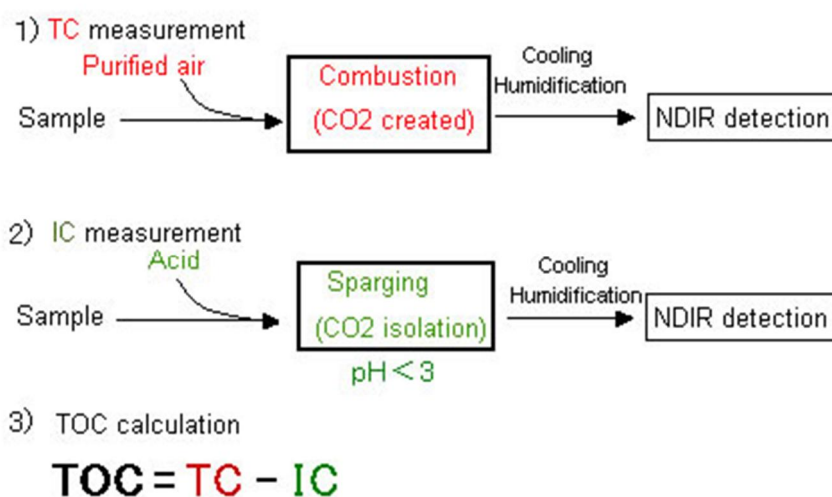 1) TC measurement
Purified air
Sample
Combustion
(CO2 created)
Cooling
Humidification
NDIR detection
2) IC measurement
Acid
Sample
Sparging
(CO2 isolation)
pH<3
Cooling
Humidification
NDIR detection
3) TOC calculation
TOC = TC - IC